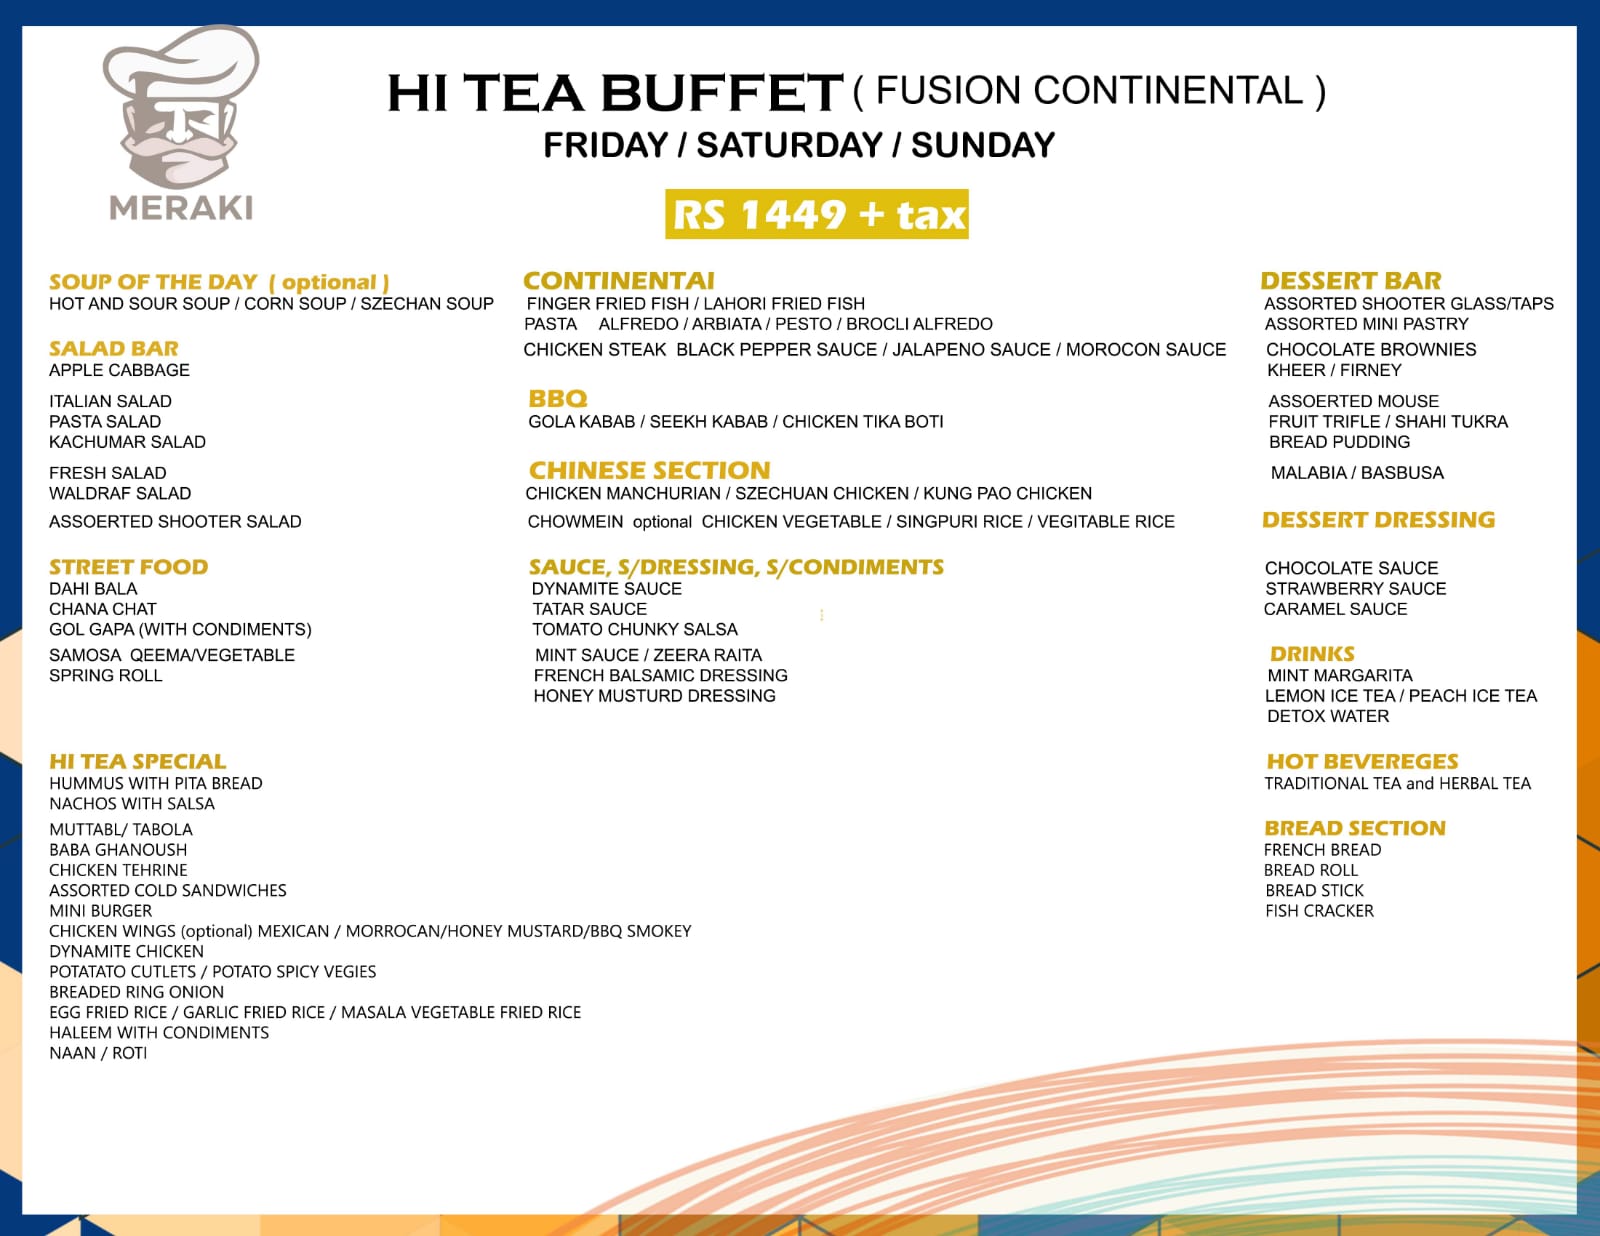 MERAKI
HI TEA BUFFET ( FUSION CONTINENTAL )
FRIDAY / SATURDAY / SUNDAY
RS 1449 + tax
SOUP OF THE DAY ( optional )
HOT AND SOUR SOUP / CORN SOUP / SZECHAN SOUP
SALAD BAR
APPLE CABBAGE
ITALIAN SALAD
PASTA SALAD
KACHUMAR SALAD
FRESH SALAD
WALDRAF SALAD
ASSOERTED SHOOTER SALAD
STREET FOOD
DAHI BALA
CHANA CHAT
GOL GAPA (WITH CONDIMENTS)
SAMOSA QEEMA/VEGETABLE
SPRING ROLL
HI TEA SPECIAL
HUMMUS WITH PITA BREAD
NACHOS WITH SALSA
MUTTABL/ TABOLA
BABA GHANOUSH
CHICKEN TEHRINE
ASSORTED COLD SANDWICHES
MINI BURGER
CHICKEN WINGS (optional) MEXICAN / MORROCAN/HONEY MUSTARD/BBQ SMOKEY
DYNAMITE CHICKEN
POTATATO CUTLETS / POTATO SPICY VEGIES
BREADED RING ONION
EGG FRIED RICE / GARLIC FRIED RICE / MASALA VEGETABLE FRIED RICE
HALEEM WITH CONDIMENTS
NAAN / ROTI
CONTINENTAl
FINGER FRIED FISH / LAHORI FRIED FISH
PASTA ALFREDO / ARBIATA / PESTO / BROCLI ALFREDO
CHICKEN STEAK BLACK PEPPER SAUCE / JALAPENO SAUCE / MOROCON SAUCE
BBQ
GOLA KABAB / SEEKH KABAB / CHICKEN TIKA BOTI
CHINESE SECTION
CHICKEN MANCHURIAN / SZECHUAN CHICKEN / KUNG PAO CHICKEN
CHOWMEIN optional CHICKEN VEGETABLE / SINGPURI RICE / VEGITABLE RICE
SAUCE, S/DRESSING, S/CONDIMENTS
DYNAMITE SAUCE
TATAR SAUCE
TOMATO CHUNKY SALSA
MINT SAUCE / ZEERA RAITA
FRENCH BALSAMIC DRESSING
HONEY MUSTURD DRESSING
DESSERT BAR
ASSORTED SHOOTER GLASS/TAPS
ASSORTED MINI PASTRY
CHOCOLATE BROWNIES
KHEER / FIRNEY
ASSOERTED MOUSE
FRUIT TRIFLE / SHAHI TUKRA
BREAD PUDDING
MALABIA / BASBUSA
DESSERT DRESSING
CHOCOLATE SAUCE
STRAWBERRY SAUCE
CARAMEL SAUCE
DRINKS
MINT MARGARITA
LEMON ICE TEA / PEACH ICE TEA
DETOX WATER
HOT BEVEREGES
TRADITIONAL TEA and HERBAL TEA
BREAD SECTION
FRENCH BREAD
BREAD ROLL
BREAD STICK
FISH CRACKER